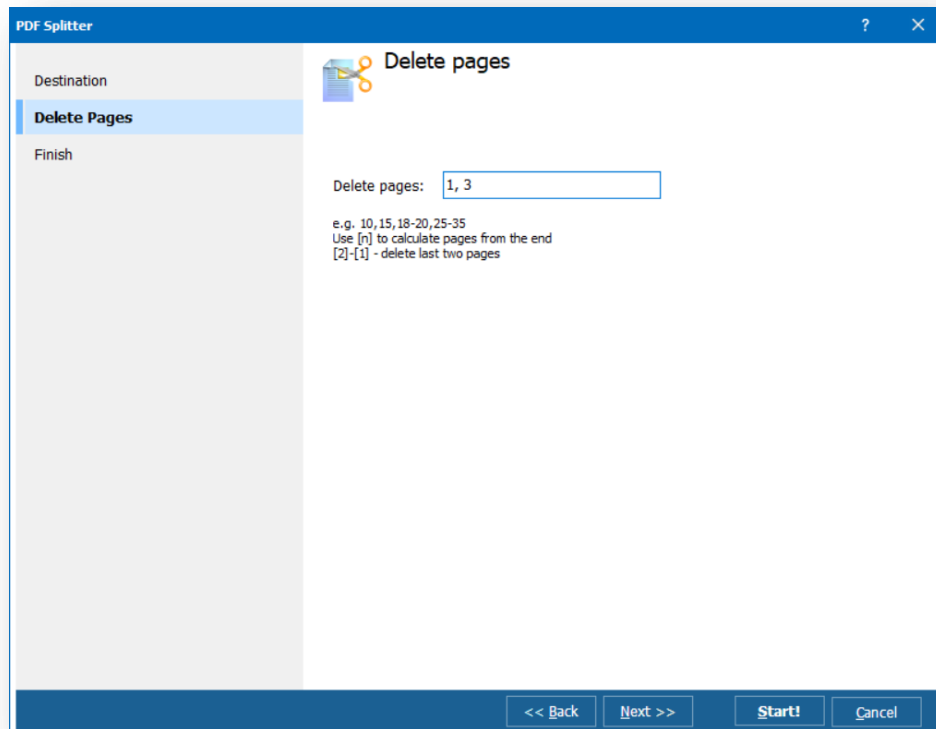 PDF Splitter
?
Destination
Delete Pages
Finish
Delete pages
Delete pages: 1, 3
e.g. 10,15,18-20,25-35
Use [n] to calculate pages from the end
[2]-[1] - delete last two pages
<< Back Next >> Start! Cancel